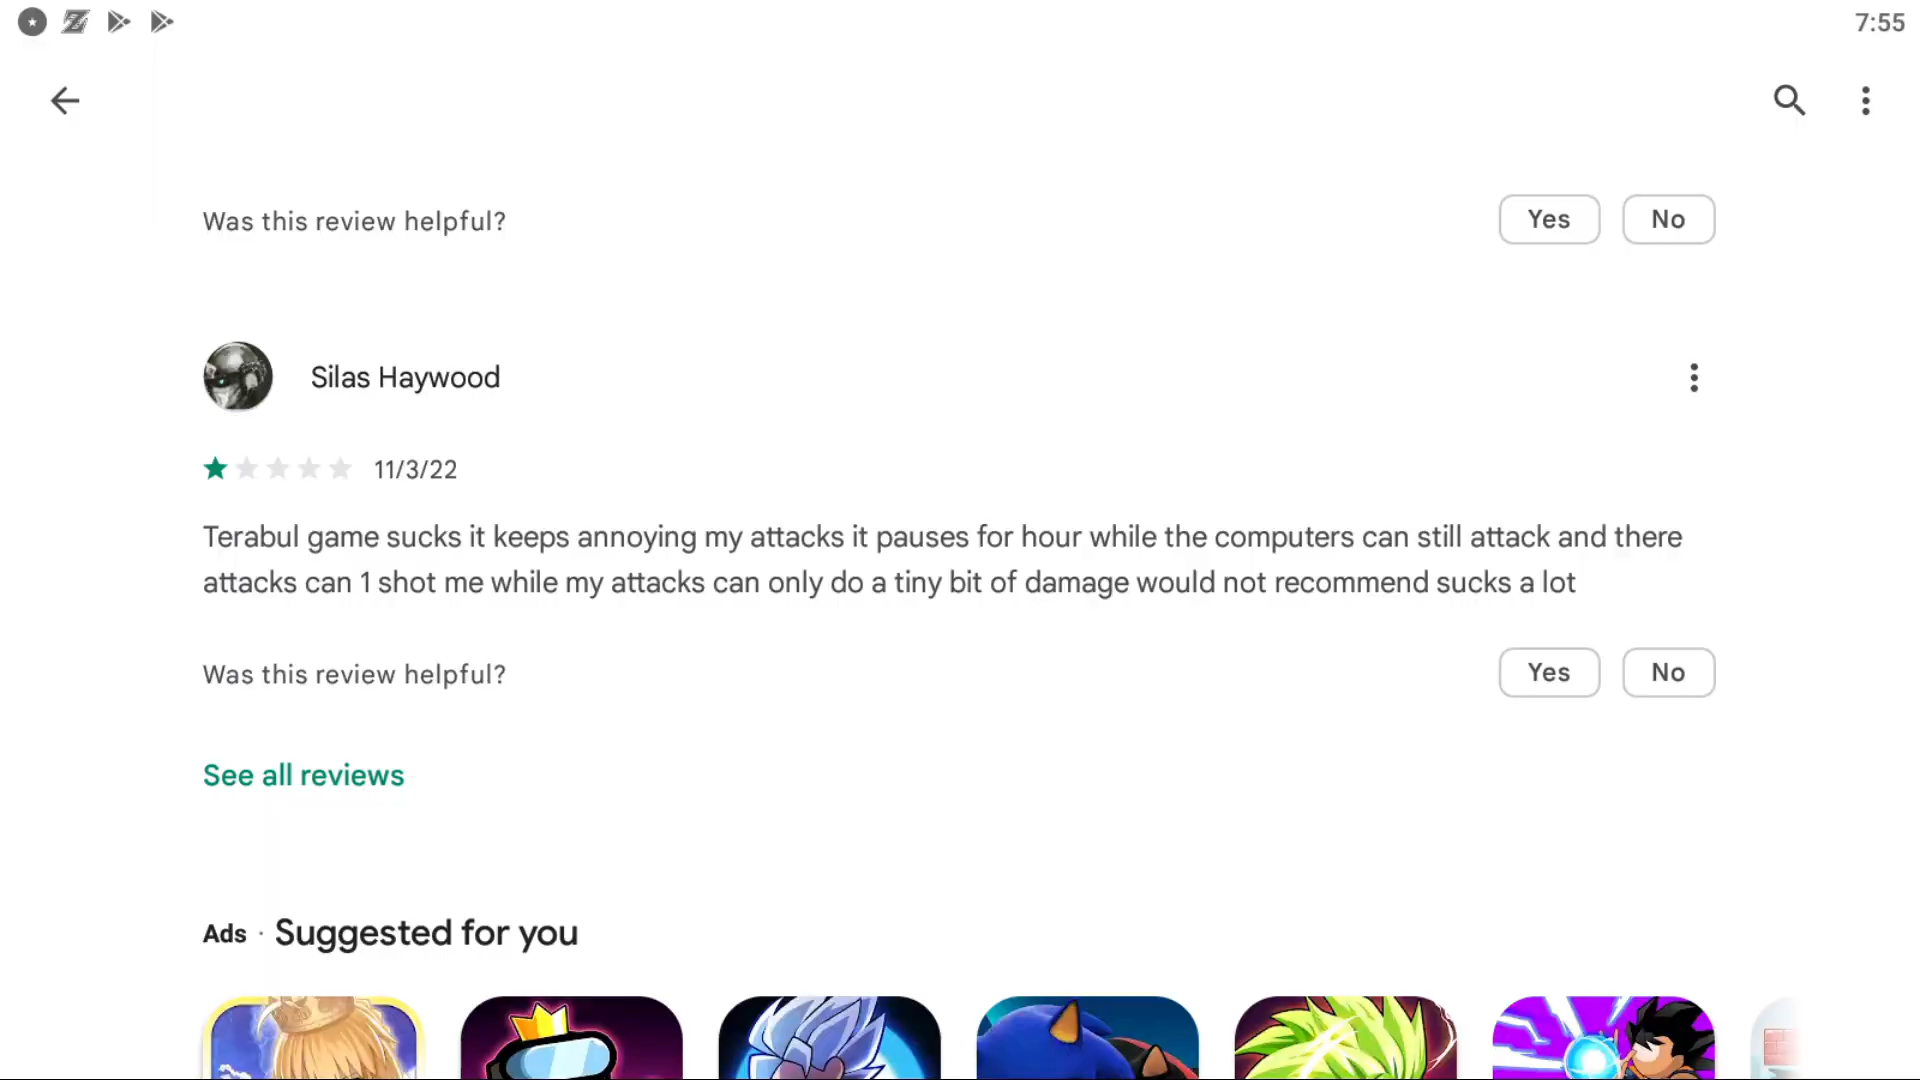 7:55
Was this review helpful?
Yes
No
Silas Haywood
11/3/22
Terabul game sucks it keeps annoying my attacks it pauses for hour while the computers can still attack and there
attacks can 1 shot me while my attacks can only do a tiny bit of damage would not recommend sucks a lot
Was this review helpful?
Yes
No
See all reviews
Ads · Suggested for you